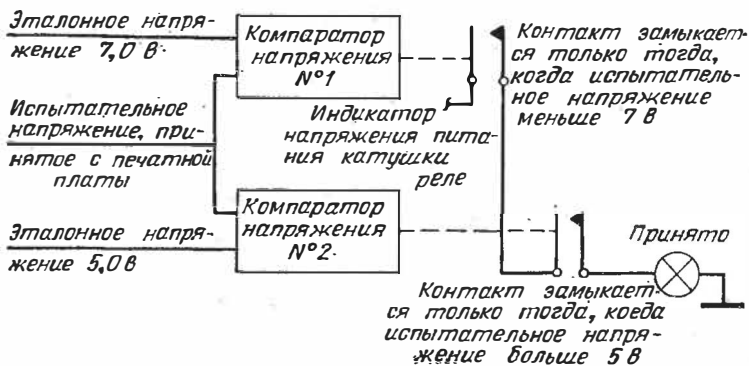 Эталонное напря-
жение 7,0 В.
Компаратор
напряжения
№1
Контакт замыкает-
ся только тогда,
когда испытатель-
ное напряжение
меньше 7 В
Испытательное
напряжение, при-
нятое с печатной
платы
Индикатор
напряжения пита-
ния катушки
реле
Эталонное напря-
жение 5,0 В
Компаратор
напряжения
№2.
Принято
Контакт замыкает-
ся только тогда, коеда
испытательное напря-
жение больше 5 В